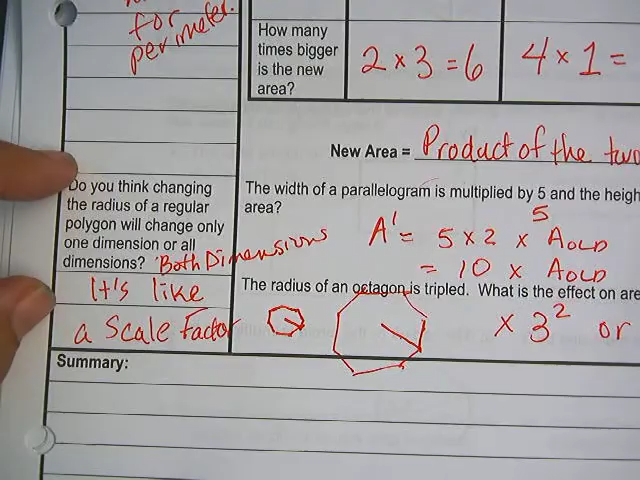 for
perimeter.
How many
times bigger
is the new
area?
2 × 3 = 6
4 × 1 =
New Area = Product of the two
Do you think changing
the radius of a regular
polygon will change only
one dimension or all
dimensions? Both Dimensions
It's like
a Scale Factor
The width of a parallelogram is multiplied by 5 and the heigh
area?
5
A' = 5 × 2 × A OLD
= 10 × A OLD
The radius of an octagon is tripled. What is the effect on are
× 3² or
Summary: